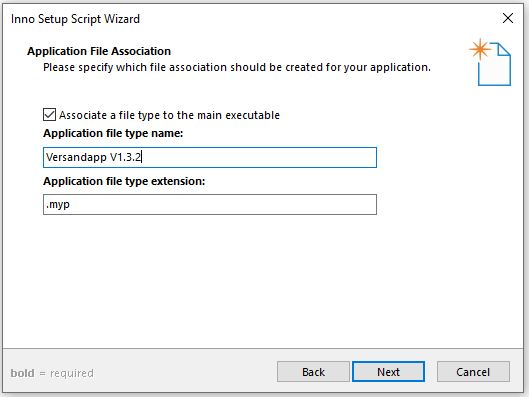 Inno Setup Script Wizard
Application File Association
Please specify which file association should be created for your application.
Associate a file type to the main executable
Application file type name:
Versandapp V1.3.2
Application file type extension:
.myp
bold = required
Back
Next
Cancel